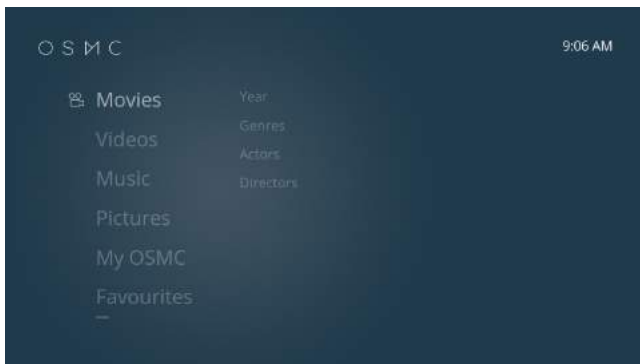 OSMC
9:06 AM
Movies
Videos
Music
Pictures
My OSMC
Favourites
Year
Genres
Actors
Directors